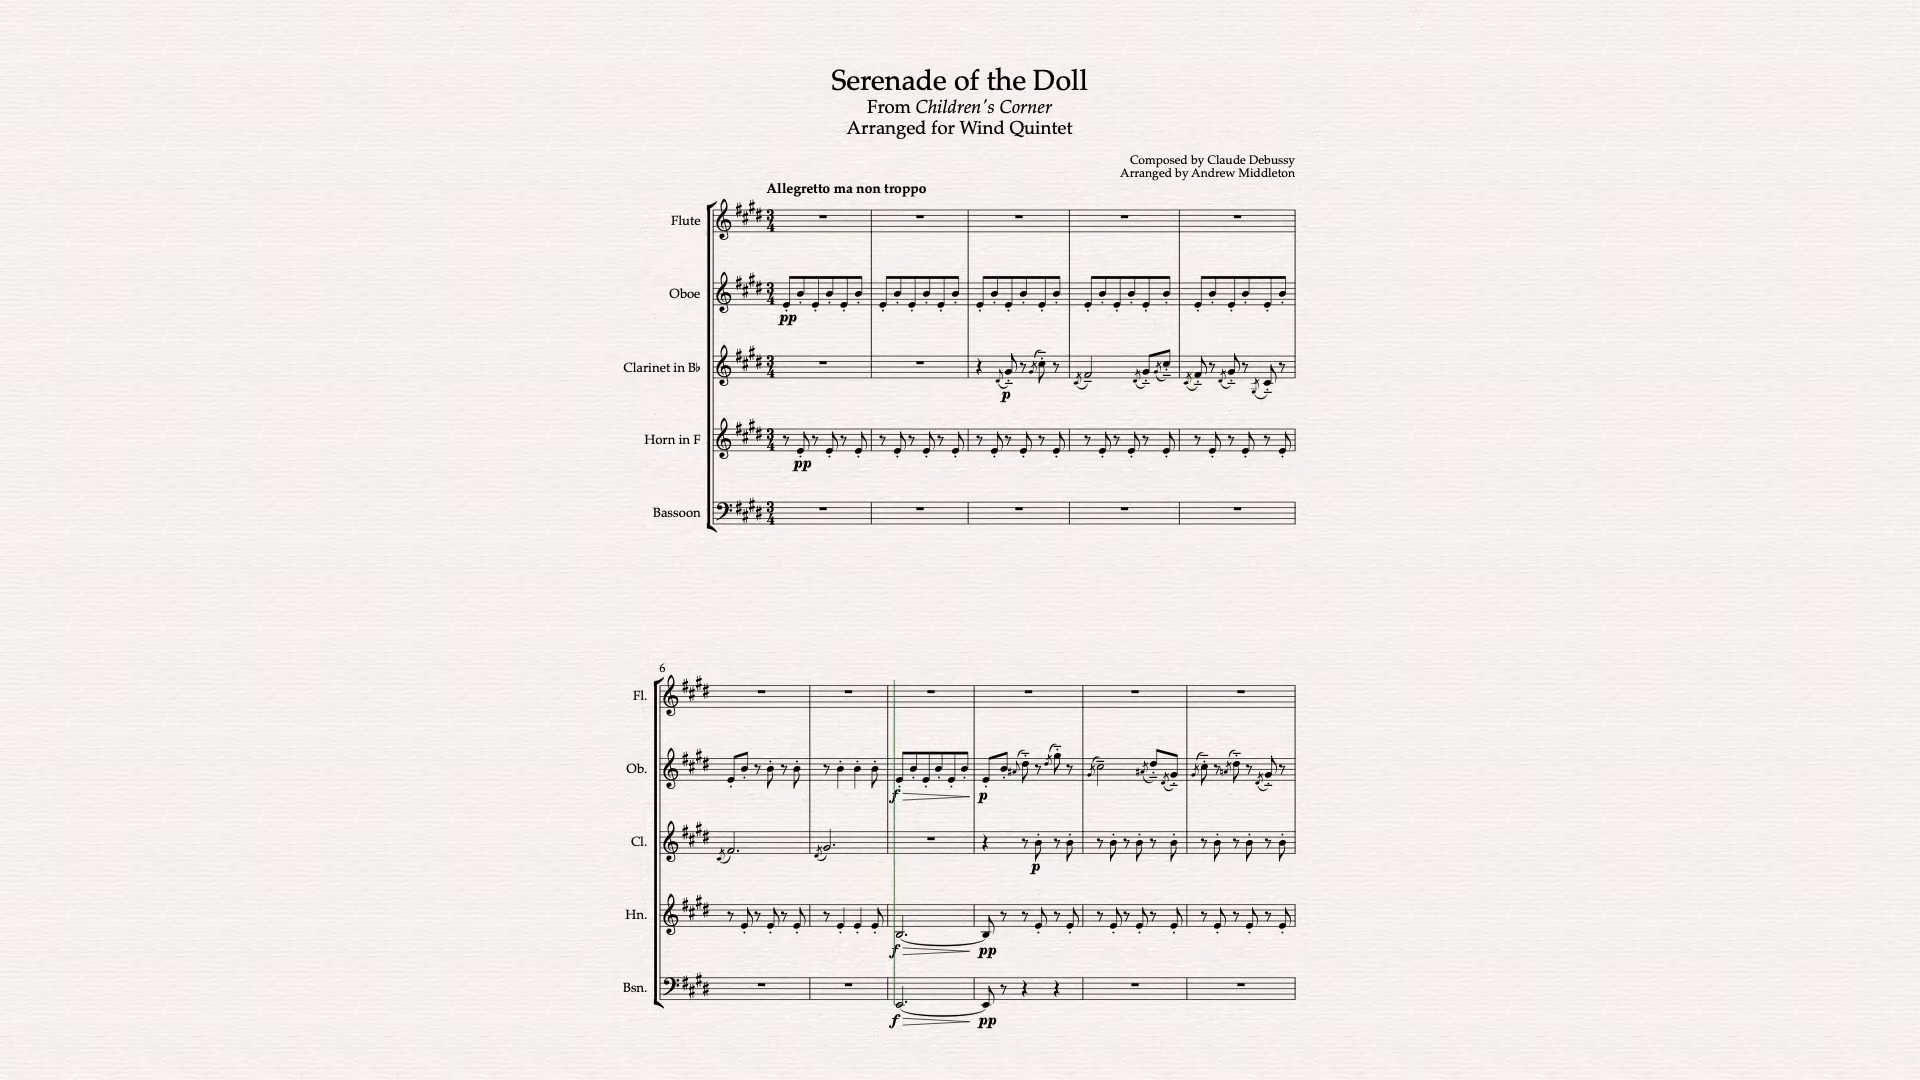 Serenade of the Doll
From Children's Corner
Arranged for Wind Quintet
Composed by Claude Debussy
Arranged by Andrew Middleton
Allegretto ma non troppo
Flute
Oboe
pp
Clarinet in B♭
p
Horn in F
pp
Bassoon
6
Fl.
Ob.
f p
Cl.
p
Hn.
f pp
Bsn.
f pp